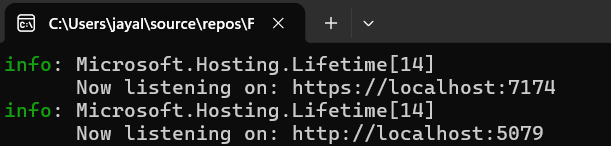 C:\Users\jayal\source\repos\F
info: Microsoft.Hosting.Lifetime[14]
Now listening on: https://localhost:7174
info: Microsoft.Hosting.Lifetime[14]
Now listening on: http://localhost:5079